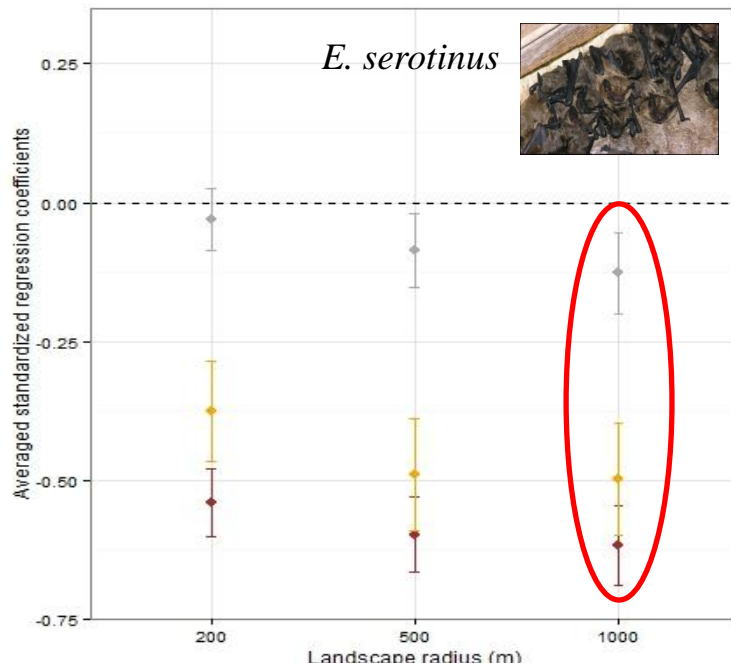 E. serotinus
Averaged standardized regression coefficients
0.25
0.00
-0.25
-0.50
-0.75
200
500
1000
Landscape radius (m)